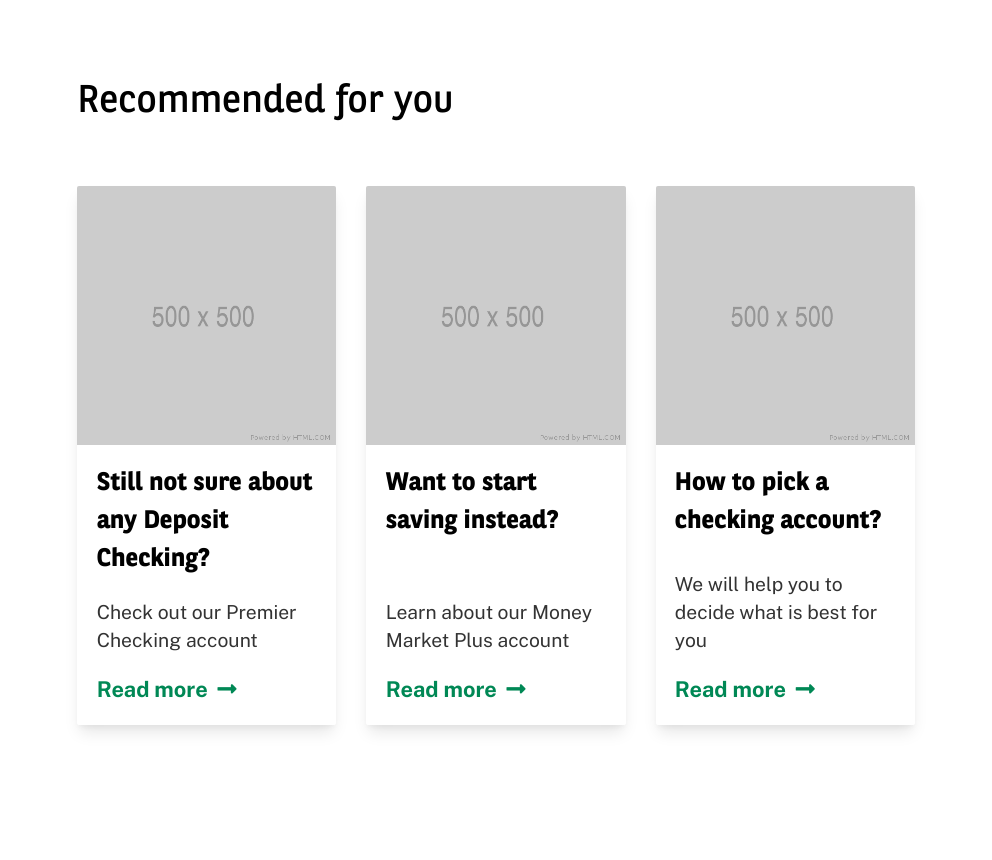 Recommended for you
500 x 500
Powered by HTML.COM
Still not sure about
any Deposit
Checking?
Check out our Premier
Checking account
Read more →
500 x 500
Powered by HTML.COM
Want to start
saving instead?
Learn about our Money
Market Plus account
Read more →
500 x 500
Powered by HTML.COM
How to pick a
checking account?
We will help you to
decide what is best for
you
Read more →